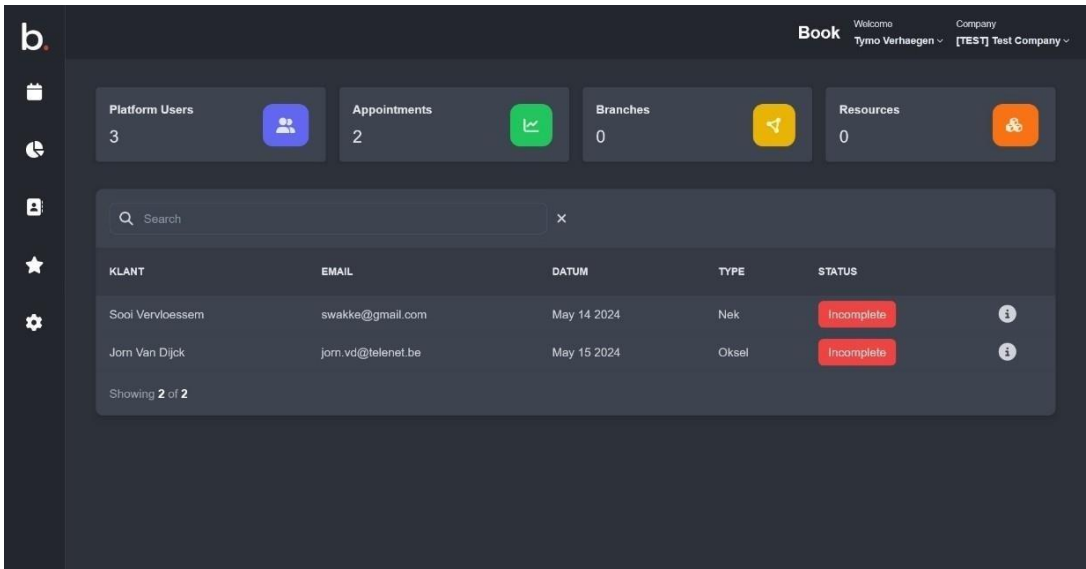 b.
Book
Welcome
Tymo Verhaegen
Company
[TEST] Test Company
Platform Users
3
Appointments
2
Branches
0
Resources
0
Search
KLANT EMAIL DATUM TYPE STATUS
Sooi Vervloessem swakke@gmail.com May 14 2024 Nek Incomplete
Jorn Van Dijck jorn.vd@telenet.be May 15 2024 Oksel Incomplete
Showing 2 of 2